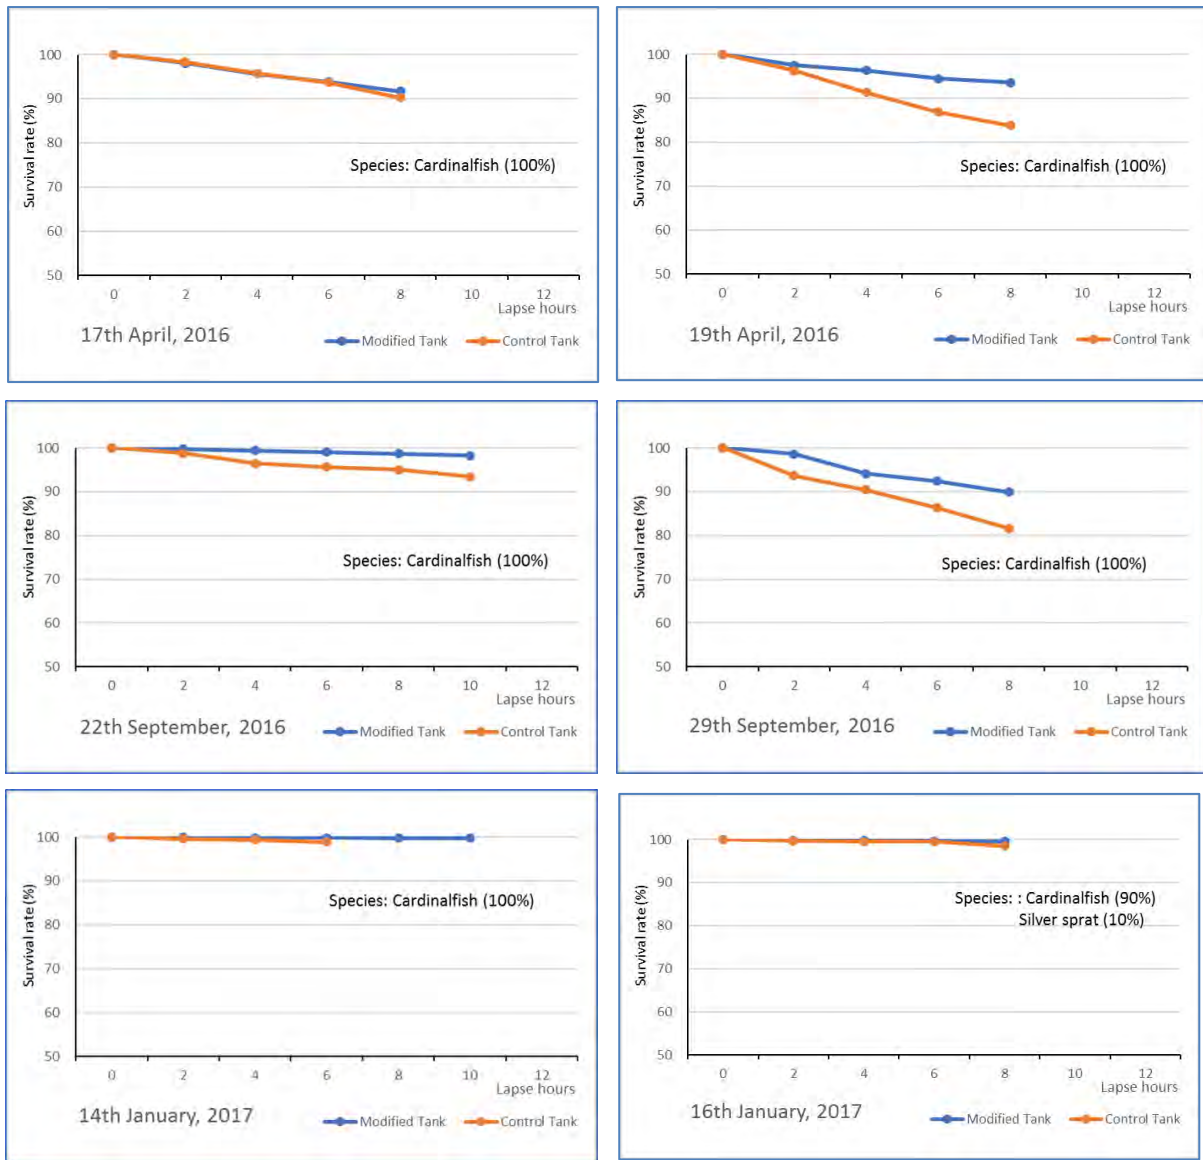 100
90
80
70
60
50
Survival rate (%)
Species: Cardinalfish (100%)
0 2 4 6 8 10 12
Lapse hours
17th April, 2016
Modified Tank Control Tank
100
90
80
70
60
50
Survival rate (%)
Species: Cardinalfish (100%)
0 2 4 6 8 10 12
Lapse hours
19th April, 2016
Modified Tank Control Tank
100
90
80
70
60
50
Survival rate (%)
Species: Cardinalfish (100%)
0 2 4 6 8 10 12
Lapse hours
22th September, 2016
Modified Tank Control Tank
100
90
80
70
60
50
Survival rate (%)
Species: Cardinalfish (100%)
0 2 4 6 8 10 12
Lapse hours
29th September, 2016
Modified Tank Control Tank
100
90
80
70
60
50
Survival rate (%)
Species: Cardinalfish (100%)
0 2 4 6 8 10 12
Lapse hours
14th January, 2017
Modified Tank Control Tank
100
90
80
70
60
50
Survival rate (%)
Species: : Cardinalfish (90%)
Silver sprat (10%)
0 2 4 6 8 10 12
Lapse hours
16th January, 2017
Modified Tank Control Tank